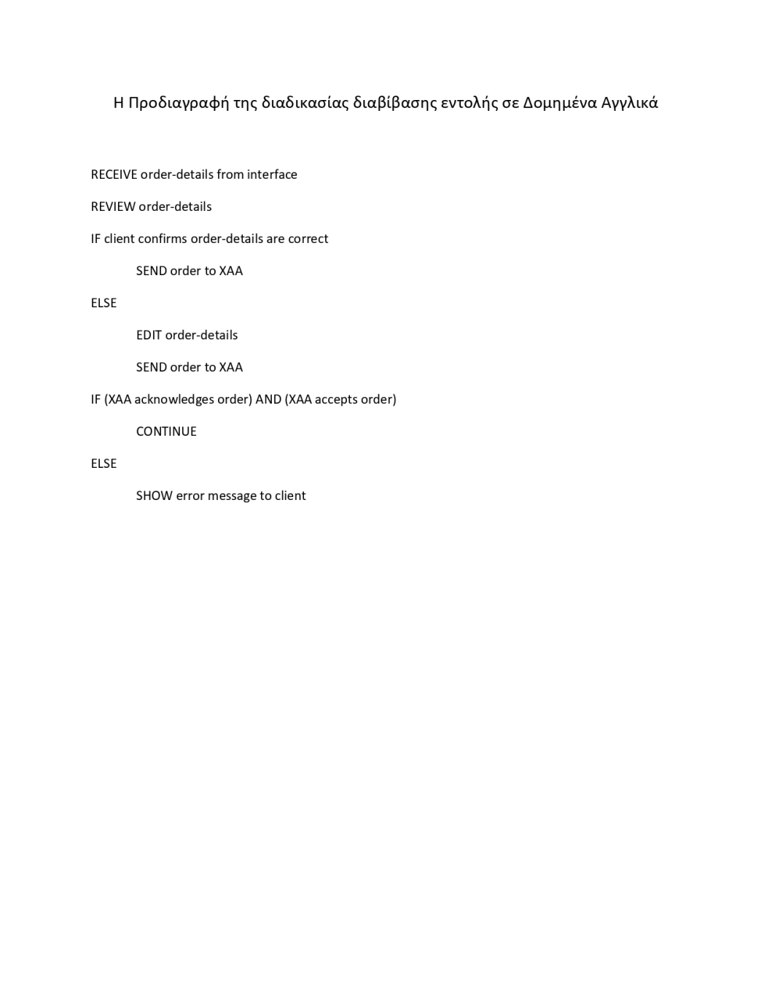 Η Προδιαγραφή της διαδικασίας διαβίβασης εντολής σε Δομημένα Αγγλικά
RECEIVE order-details from interface
REVIEW order-details
IF client confirms order-details are correct
SEND order to XAA
ELSE
EDIT order-details
SEND order to XAA
IF (XAA acknowledges order) AND (XAA accepts order)
CONTINUE
ELSE
SHOW error message to client